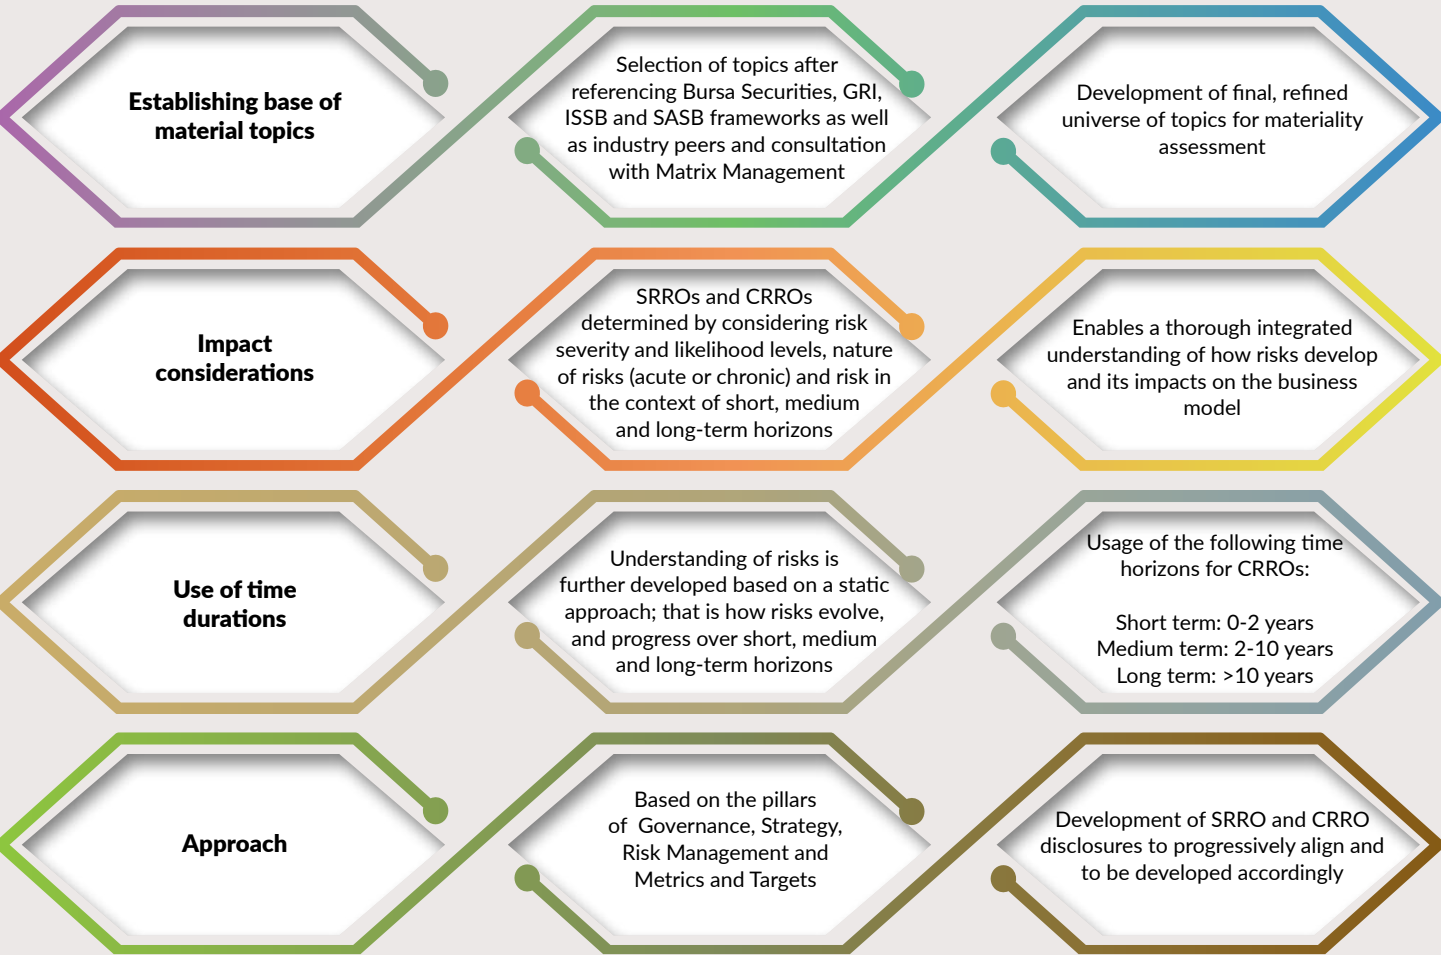 Establishing base of
material topics
Selection of topics after
referencing Bursa Securities, GRI,
ISSB and SASB frameworks as well
as industry peers and consultation
with Matrix Management
Development of final, refined
universe of topics for materiality
assessment
Impact
considerations
SRROs and CRROs
determined by considering risk
severity and likelihood levels, nature
of risks (acute or chronic) and risk in
the context of short, medium
and long-term horizons
Enables a thorough integrated
understanding of how risks develop
and its impacts on the business
model
Use of time
durations
Understanding of risks is
further developed based on a static
approach; that is how risks evolve,
and progress over short, medium
and long-term horizons
Usage of the following time
horizons for CRROs:
Short term: 0-2 years
Medium term: 2-10 years
Long term: >10 years
Approach
Based on the pillars
of Governance, Strategy,
Risk Management and
Metrics and Targets
Development of SRRO and CRRO
disclosures to progressively align and
to be developed accordingly